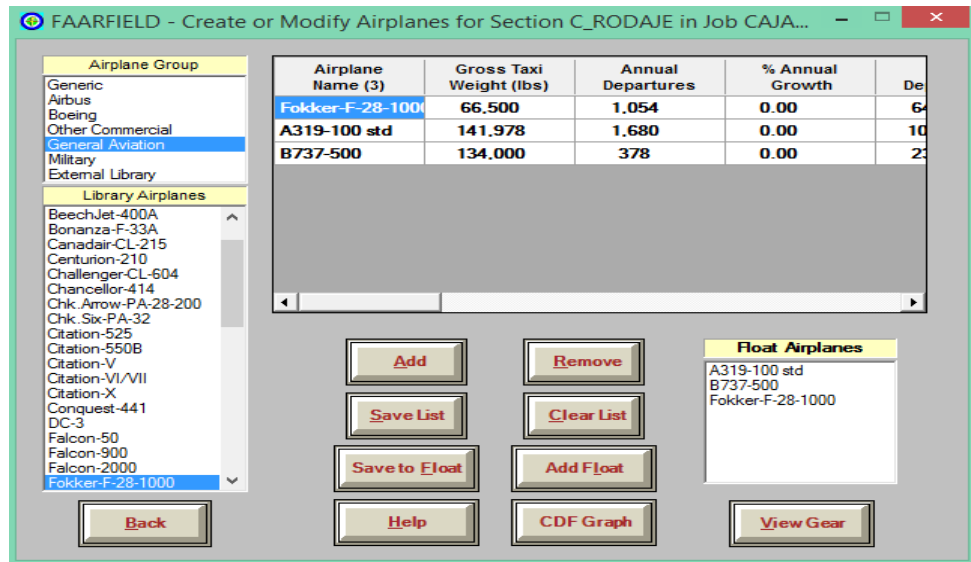 FAARFIELD - Create or Modify Airplanes for Section C_RODAJE in Job CAJA...
Airplane Group
Generic
Airbus
Boeing
Other Commercial
General Aviation
Military
External Library
Library Airplanes
BeechJet-400A
Bonanza-F-33A
Canadair-CL-215
Centurion-210
Challenger-CL-604
Chancellor-414
Chk.Arrow-PA-28-200
Chk.Six-PA-32
Citation-525
Citation-550B
Citation-V
Citation-VI/VII
Citation-X
Conquest-441
DC-3
Falcon-50
Falcon-900
Falcon-2000
Fokker-F-28-1000
Airplane Name (3) Gross Taxi Weight (lbs) Annual Departures % Annual Growth De
Fokker-F-28-100 66,500 1,054 0.00 64
A319-100 std 141,978 1,680 0.00 10
B737-500 134,000 378 0.00 23
Add Remove
Save List Clear List
Save to Float Add Float
Help CDF Graph
Float Airplanes
A319-100 std
B737-500
Fokker-F-28-1000
Back
View Gear